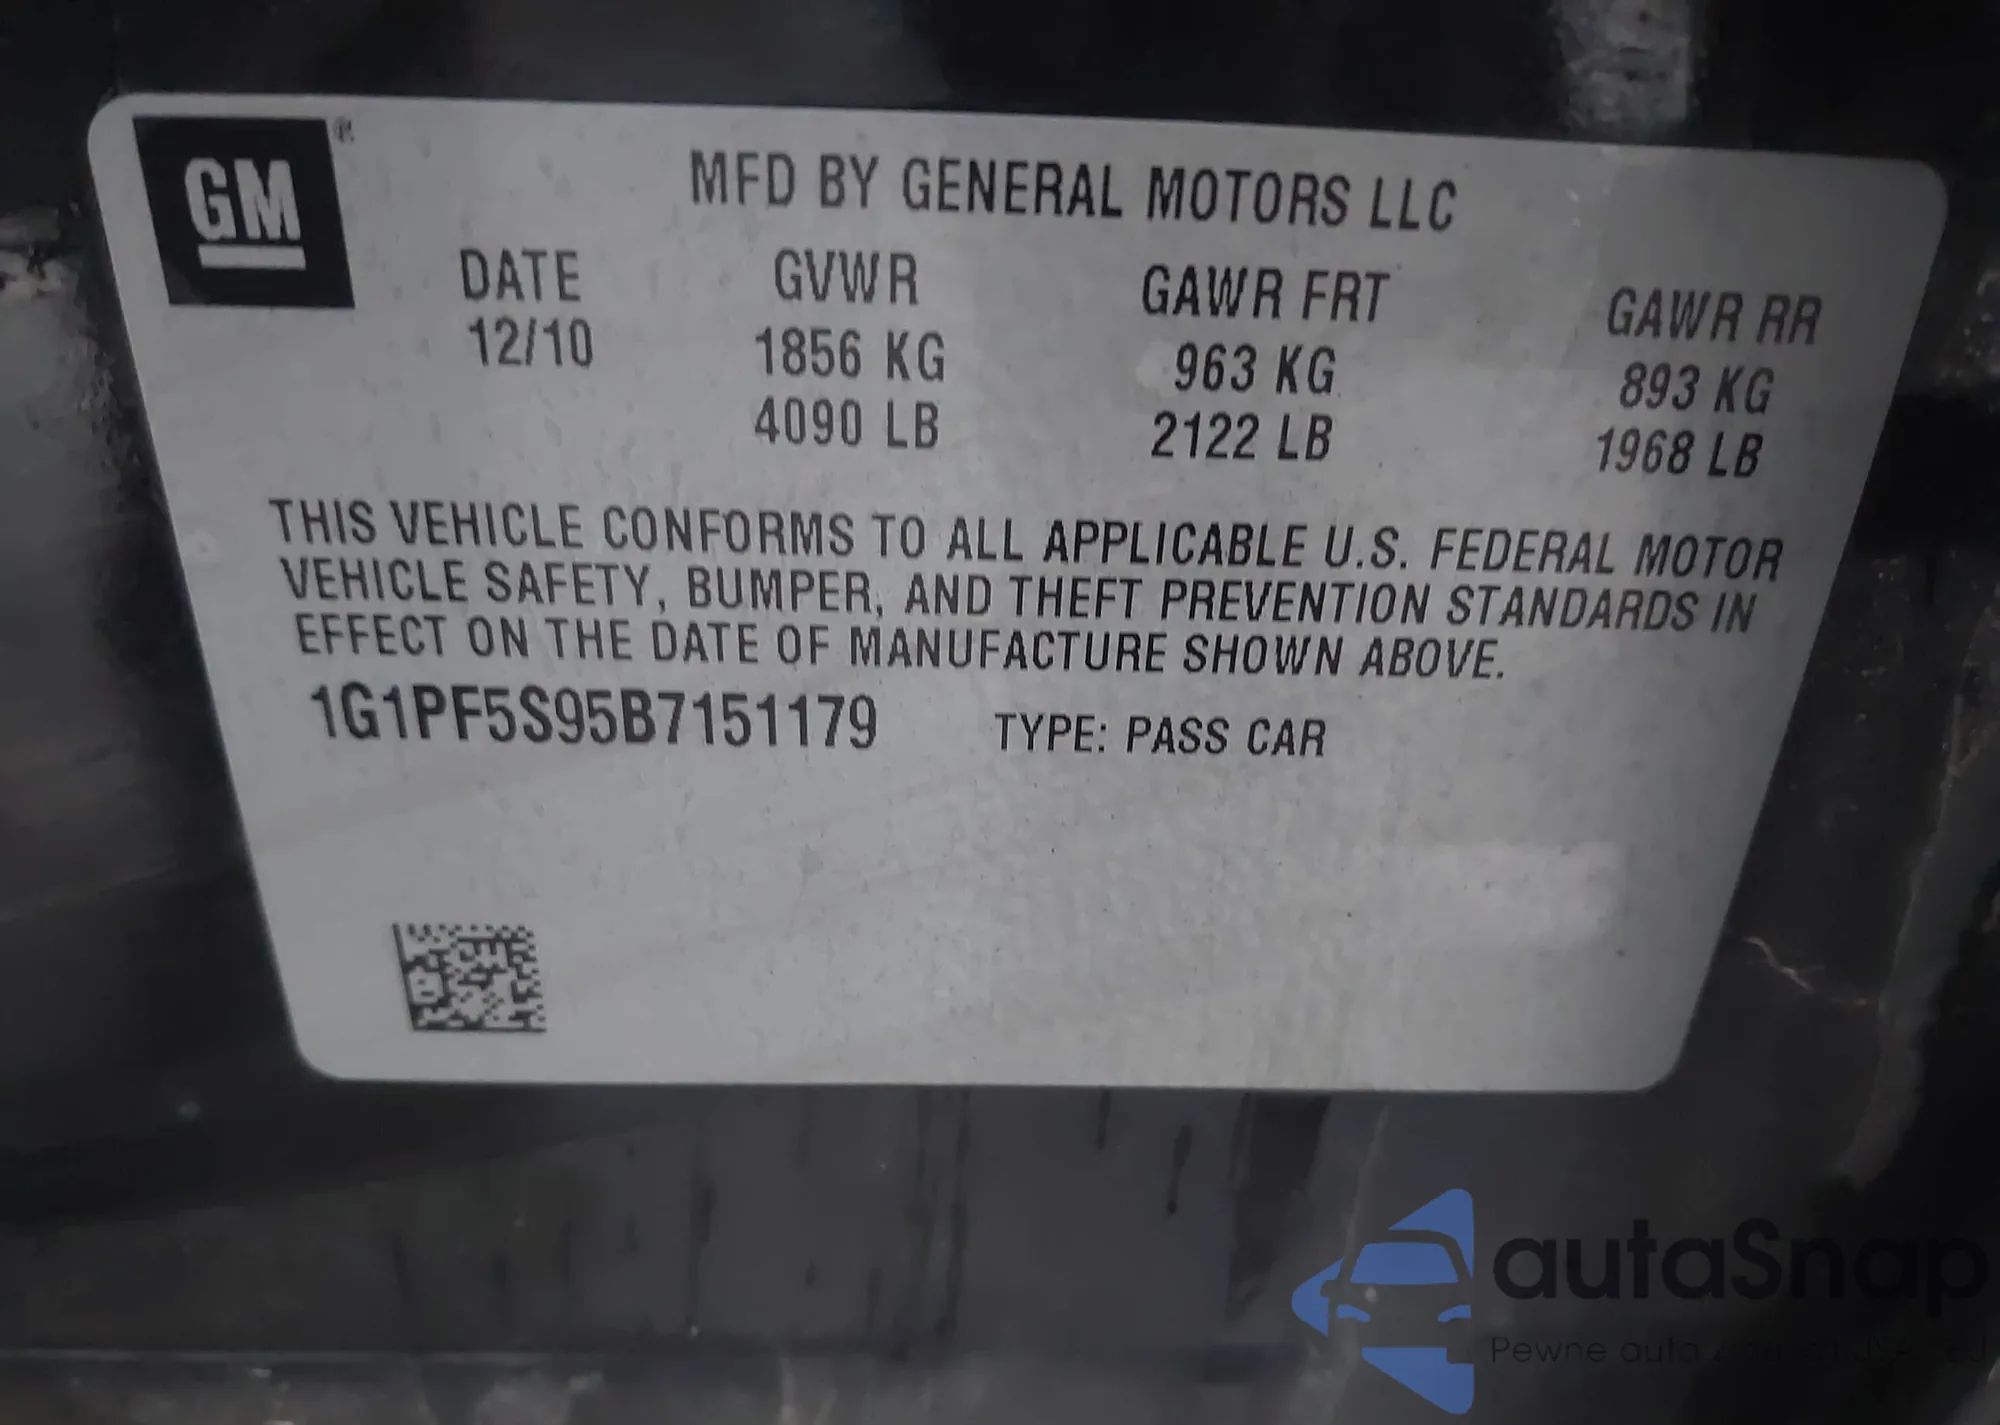 GM
MFD BY GENERAL MOTORS LLC
DATE GVWR GAWR FRT GAWR RR
12/10 1856 KG 963 KG 893 KG
4090 LB 2122 LB 1968 LB
THIS VEHICLE CONFORMS TO ALL APPLICABLE U.S. FEDERAL MOTOR
VEHICLE SAFETY, BUMPER, AND THEFT PREVENTION STANDARDS IN
EFFECT ON THE DATE OF MANUFACTURE SHOWN ABOVE.
1G1PF5S95B7151179 TYPE: PASS CAR
autaSnap
Pewne auto